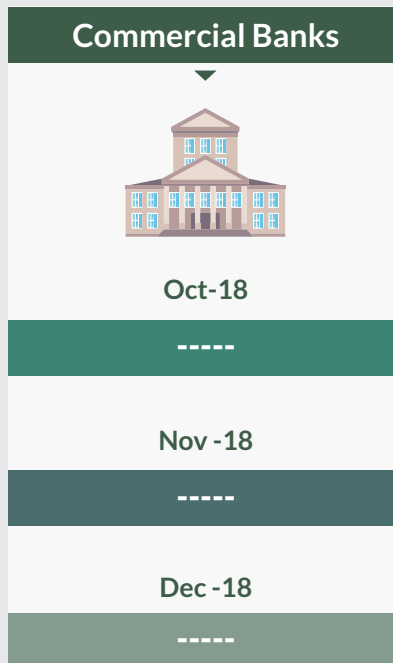 Commercial Banks
Oct-18
-----
Nov -18
-----
Dec -18
-----